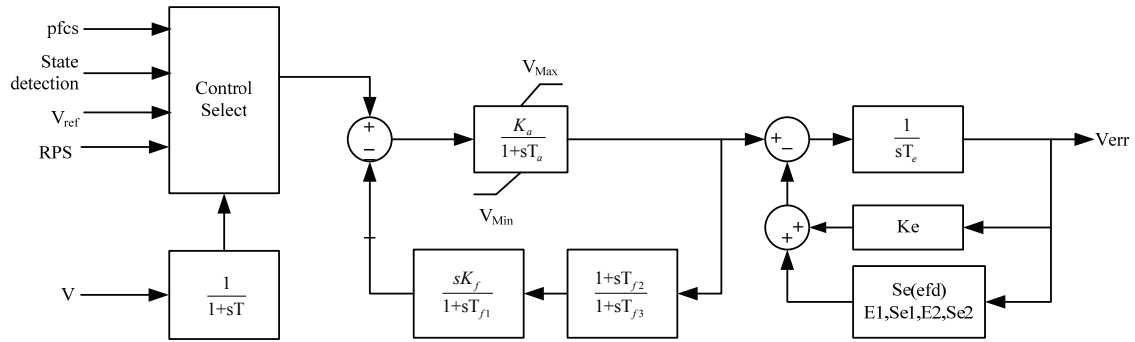 pfcs
State
detection
V_ref
RPS
Control
Select
V
1
1+sT
+
−
−
K_a
1+sT_a
V_Max
V_Min
sK_f
1+sT_f1
1+sT_f2
1+sT_f3
+
−
1
sT_e
Verr
+
+
Ke
Se(efd)
E1,Se1,E2,Se2